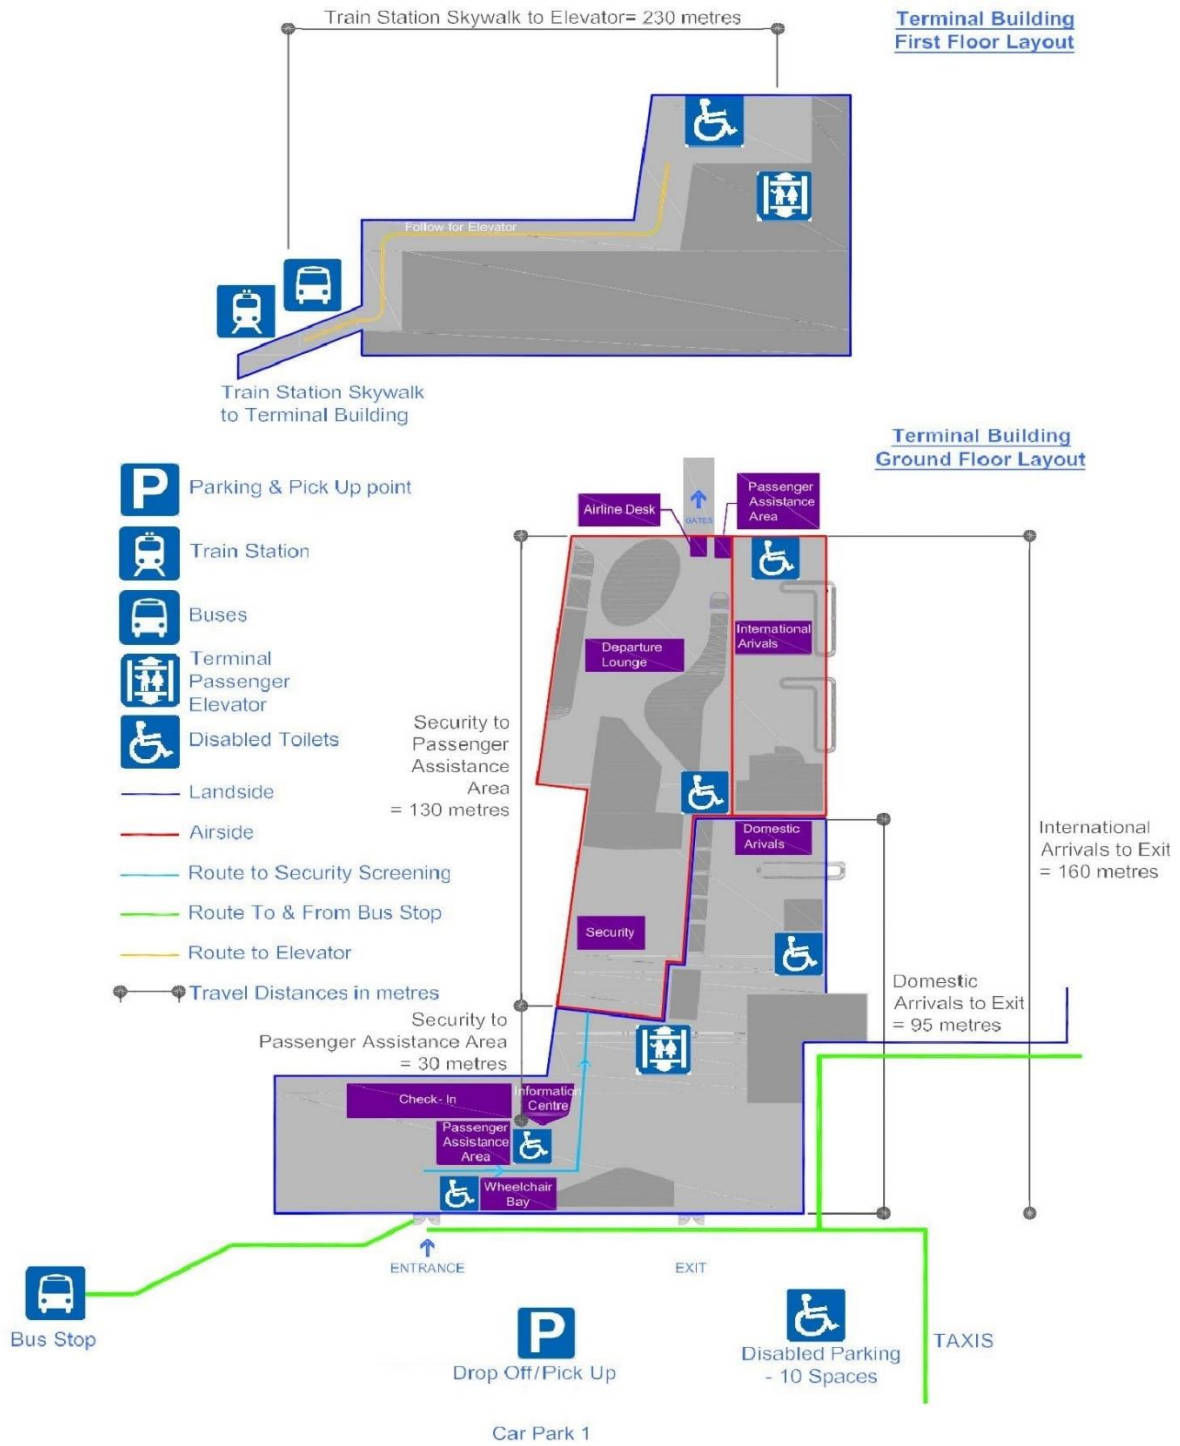 Train Station Skywalk to Elevator= 230 metres
Terminal Building
First Floor Layout
Follow for Elevator
Train Station Skywalk
to Terminal Building
Terminal Building
Ground Floor Layout
P
Parking & Pick Up point
Train Station
Buses
Terminal
Passenger
Elevator
Disabled Toilets
Landside
Airside
Route to Security Screening
Route To & From Bus Stop
Route to Elevator
Travel Distances in metres
Airline Desk
GATES
Passenger
Assistance
Area
International
Arivals
Departure
Lounge
Security to
Passenger
Assistance
Area
= 130 metres
Domestic
Arivals
International
Arrivals to Exit
= 160 metres
Security
Domestic
Arrivals to Exit
= 95 metres
Security to
Passenger Assistance Area
= 30 metres
Check- In
Information
Centre
Passenger
Assistance
Area
Wheelchair
Bay
ENTRANCE
EXIT
Bus Stop
P
Drop Off/Pick Up
Disabled Parking
- 10 Spaces
TAXIS
Car Park 1